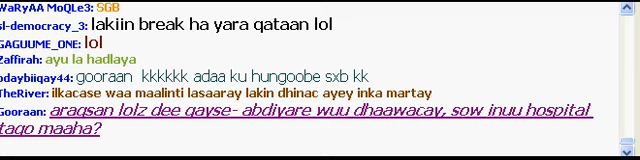 WaRyAA MoQLe3: SGB
sl-democracy_3: lakiin break ha yara qataan lol
GAGUUME_ONE: lol
Zaffirah: ayu la hadlaya
odaybiiqay44: gooraan kkkkkk adaa ku hungoobe sxb kk
TheRiver: ilkacase waa maalinti lasaaray lakin dhinac ayey inka martay
Gooraan: araqsan lolz dee qayse- abdiyare wuu dhaawacay, sow inuu hospital
taqo maaha?